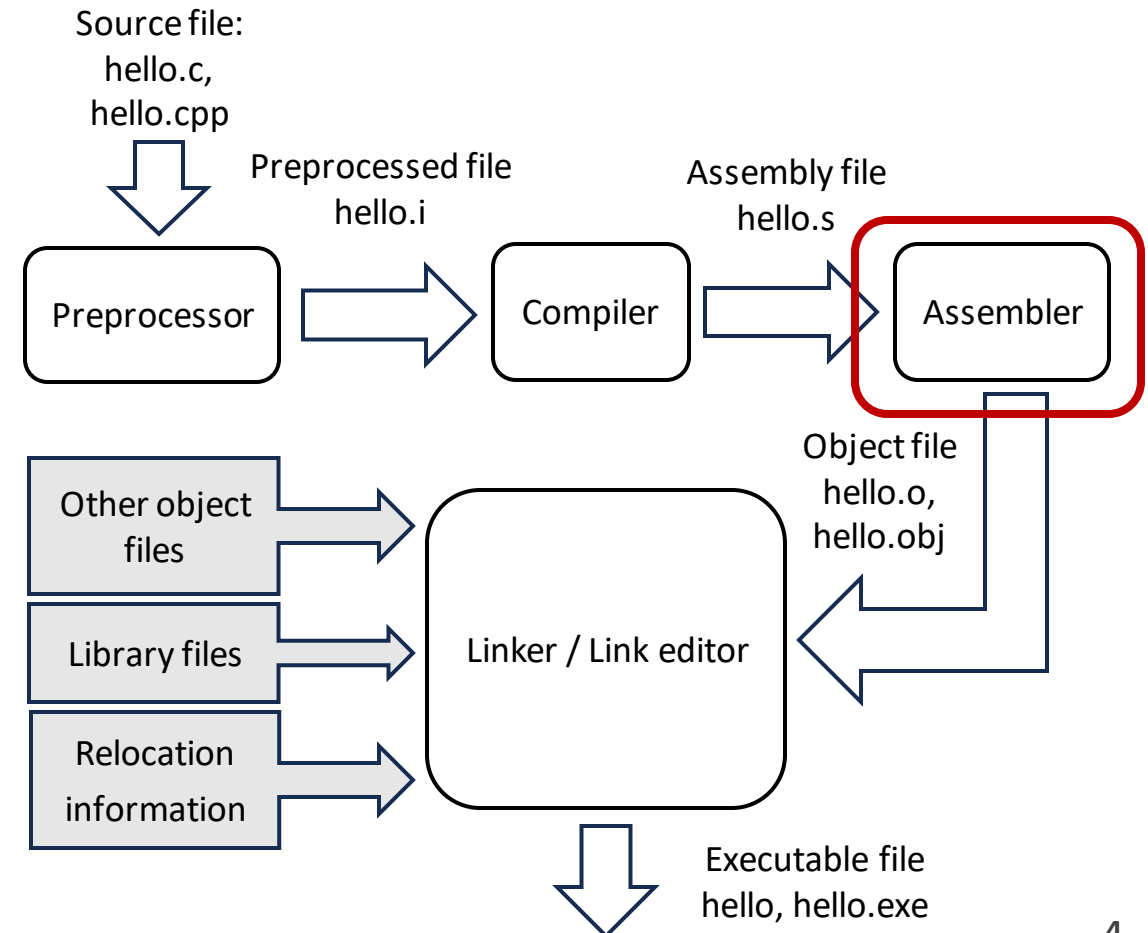 Source file:
hello.c,
hello.cpp
Preprocessed file
hello.i
Assembly file
hello.s
Preprocessor
Compiler
Assembler
Object file
hello.o,
hello.obj
Other object
files
Library files
Relocation
information
Linker / Link editor
Executable file
hello, hello.exe